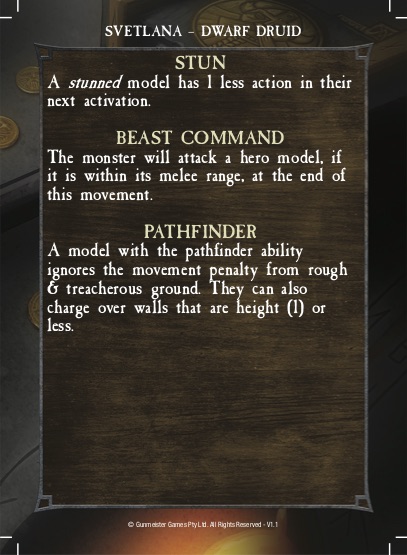 SVETLANA - DWARF DRUID
STUN
A stunned model has 1 less action in their
next activation.
BEAST COMMAND
The monster will attack a hero model, if
it is within its melee range, at the end of
this movement.
PATHFINDER
A model with the pathfinder ability
ignores the movement penalty from rough
& treacherous ground. They can also
charge over walls that are height (1) or
less.
© Gunmeister Games Pty Ltd. All Rights Reserved - V1.1